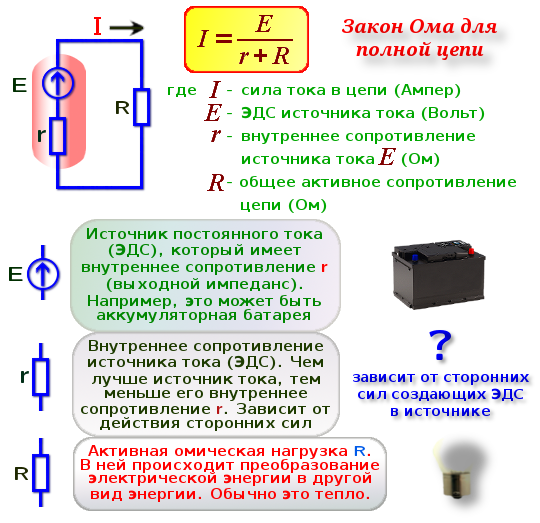 I
E
r
R
I = E / (r + R)
Закон Ома для
полной цепи
где I - сила тока в цепи (Ампер)
E - ЭДС источника тока (Вольт)
r - внутреннее сопротивление
источника тока E (Ом)
R - общее активное сопротивление
цепи (Ом)
E
Источник постоянного тока
(ЭДС), который имеет
внутреннее сопротивление r
(выходной импеданс).
Например, это может быть
аккумуляторная батарея
r
Внутреннее сопротивление
источника тока (ЭДС). Чем
лучше источник тока, тем
меньше его внутреннее
сопротивление r. Зависит от
действия сторонних сил
?
зависит от сторонних
сил создающих ЭДС
в источнике
R
Активная омическая нагрузка R.
В ней происходит преобразование
электрической энергии в другой
вид энергии. Обычно это тепло.